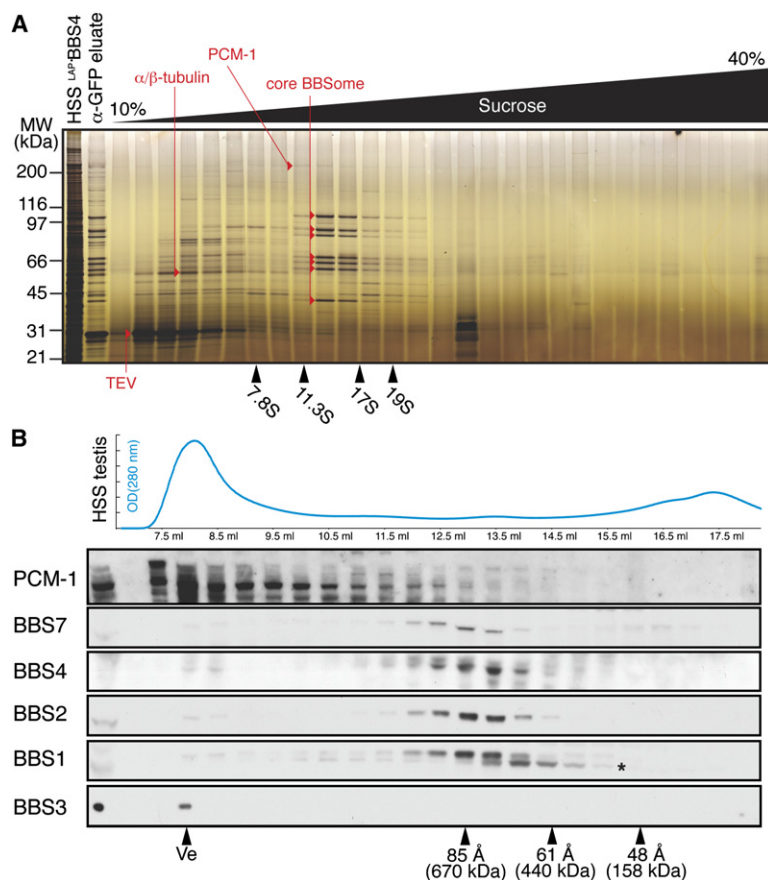 A
HSS LAP-BBS4
α-GFP eluate
PCM-1
α/β-tubulin
core BBSome
10%
40%
Sucrose
MW
(kDa)
200
116
97
66
45
31
21
TEV
7.8S
11.3S
17S
19S
B
HSS testis
OD(280 nm)
7.5 ml 8.5 ml 9.5 ml 10.5 ml 11.5 ml 12.5 ml 13.5 ml 14.5 ml 15.5 ml 16.5 ml 17.5 ml
PCM-1
BBS7
BBS4
BBS2
BBS1
*
BBS3
Ve
85 Å 61 Å 48 Å
(670 kDa) (440 kDa) (158 kDa)